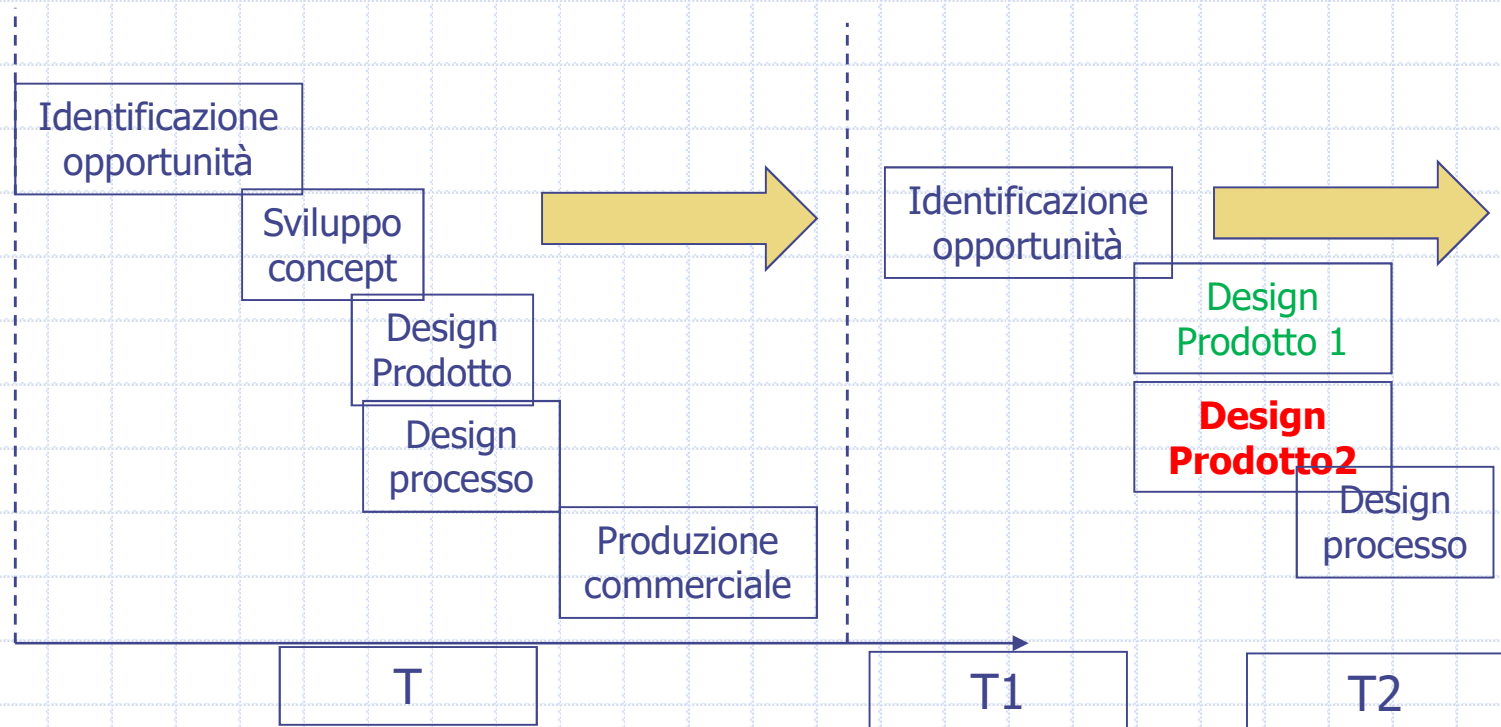 Identificazione
opportunità
Sviluppo
concept
Design
Prodotto
Design
processo
Produzione
commerciale
Identificazione
opportunità
Design
Prodotto 1
Design
Prodotto2
Design
processo
T
T1
T2